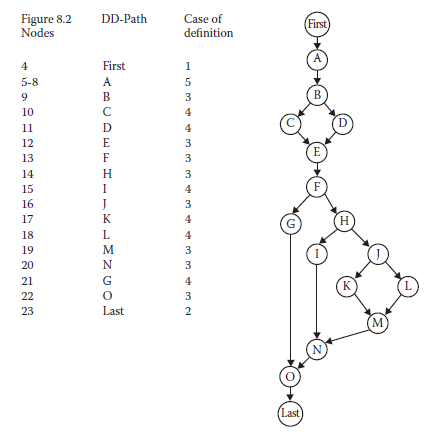 Figure 8.2 Nodes DD-Path Case of definition
4 First 1
5-8 A 5
9 B 3
10 C 4
11 D 4
12 E 3
13 F 3
14 H 3
15 I 4
16 J 3
17 K 4
18 L 4
19 M 3
20 N 3
21 G 4
22 O 3
23 Last 2
First
A
B
C D
E
F
G H
I J
K L
M
N
O
Last